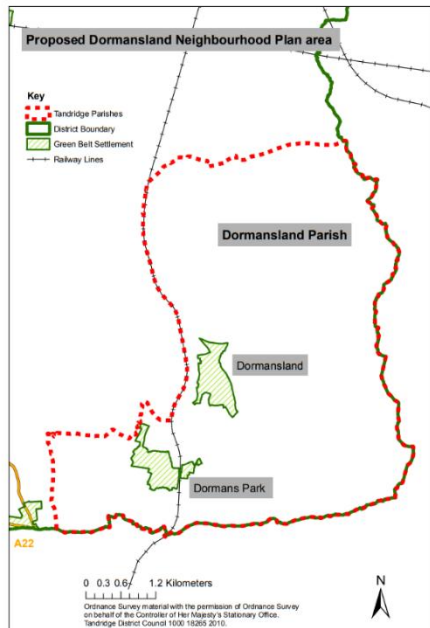 Proposed Dormansland Neighbourhood Plan area
Key
Tandridge Parishes
District Boundary
Green Belt Settlement
Railway Lines
Dormansland Parish
Dormansland
Dormans Park
A22
0 0.3 0.6 1.2 Kilometers
N
Ordnance Survey material with the permission of Ordnance Survey
on behalf of the Controller of Her Majesty's Stationary Office.
Tandridge District Council 1000 18265 2010.